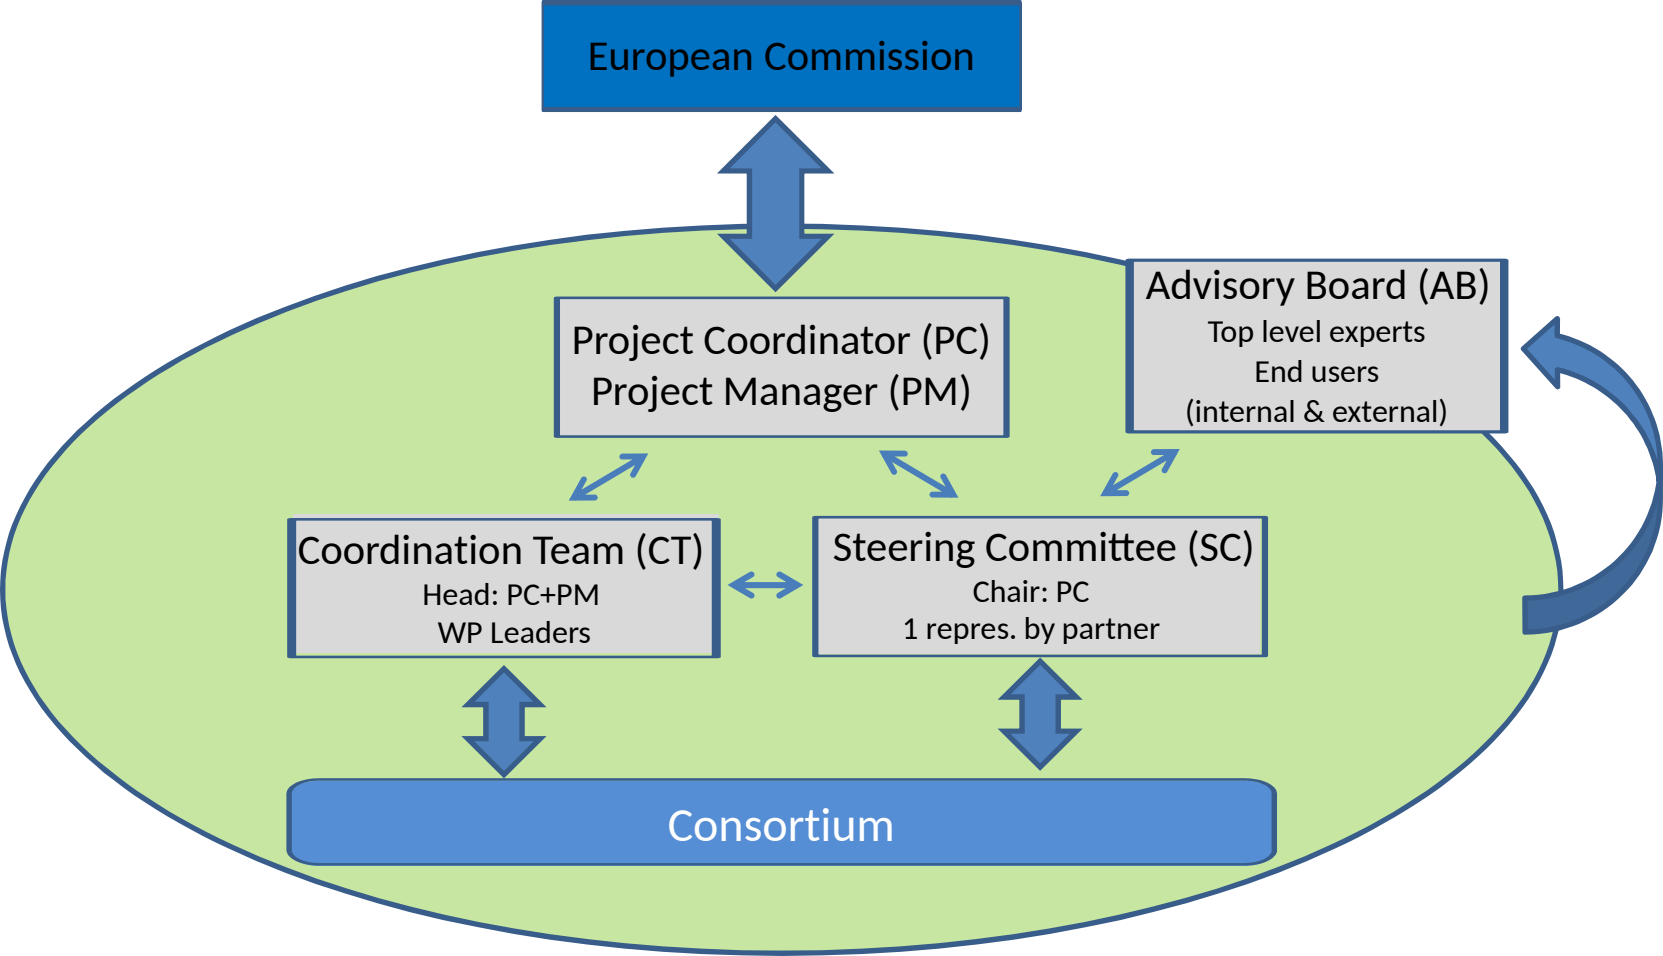 European Commission
Project Coordinator (PC)
Project Manager (PM)
Advisory Board (AB)
Top level experts
End users
(internal & external)
Coordination Team (CT)
Head: PC+PM
WP Leaders
Steering Committee (SC)
Chair: PC
1 repres. by partner
Consortium